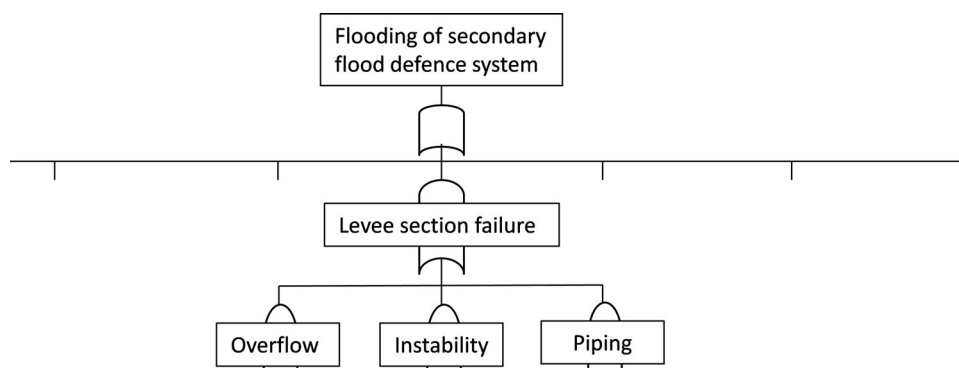 Flooding of secondary
flood defence system
Levee section failure
Overflow
Instability
Piping